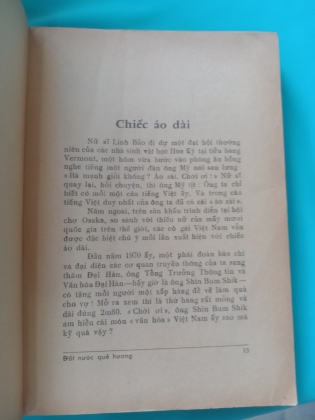 Chiếc áo dài
Nữ sĩ Linh Bảo đi dự một đại hội thường
niên của các nhà sinh vật học Hoa Kỳ tại tiểu bang
Vermont, một hôm vừa bước vào phòng ăn bỗng
nghe tiếng một người đàn ông Mỹ nói sau lưng:
« Bà mạnh giỏi không? Áo sài. Chơi ơi! » Nữ sĩ
quay lại, hỏi chuyện, thì ông Mỹ tịt: Ông ta chỉ
biết có mỗi một câu tiếng Việt ấy. Và trong câu
tiếng Việt duy nhất của ông ta đã có cái « áo sài ».
Năm ngoái, trên sân khấu trình diễn tại hội
chợ Osaka, so sánh với thiếu nữ của mấy mươi
quốc gia trên thế giới, các cô gái Việt Nam vẫn
được đặc biệt chú ý mỗi lần xuất hiện với chiếc
áo dài.
Đầu năm 1970 ấy, một phái đoàn báo chí
và đại diện các cơ quan truyền thông của ta sang
thăm Đại Hàn, ông Tổng Trưởng Thông tin và
Văn hóa Đại Hàn—bấy giờ là ông Shin Bum Shik—
có tặng mỗi người một xấp hàng để về làm quà
cho vợ! Mở ra xem thì là thứ hàng rất mỏng và
dài đúng 2m80. « Chời ơi », ông Shin Bum Shik
am hiểu cái món « văn hóa » Việt Nam ấy sao mà
kỹ quá vậy?
Đất nước quê hương
15